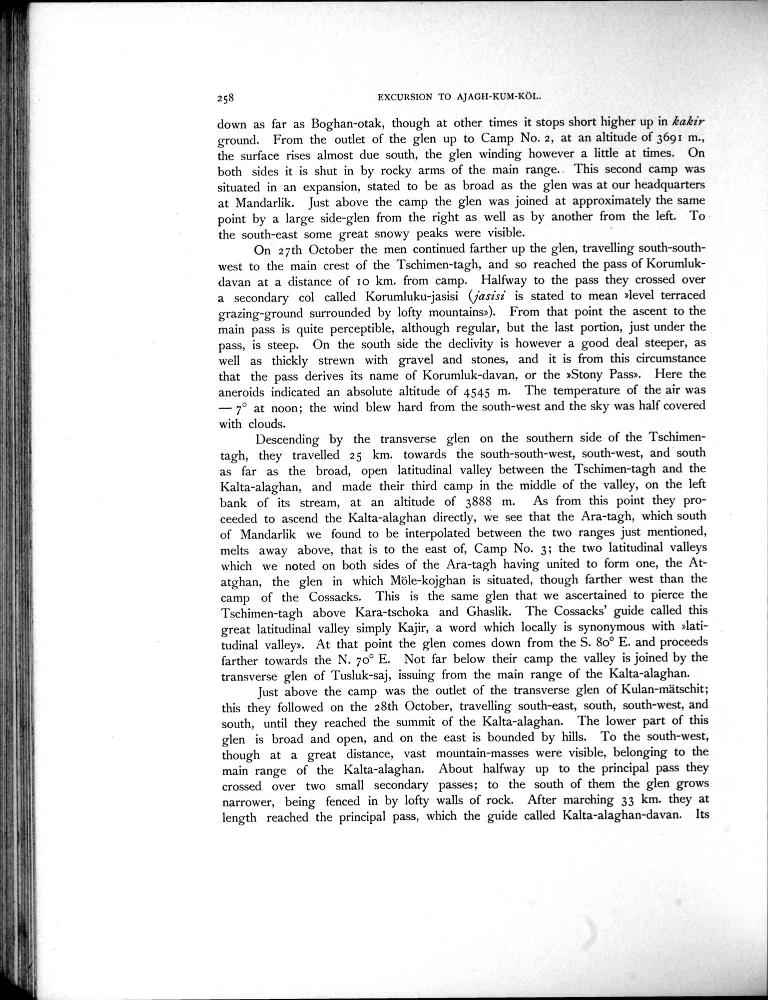 258
EXCURSION TO AJAGH-KUM-KÖL.
down as far as Boghan-otak, though at other times it stops short higher up in kakir
ground. From the outlet of the glen up to Camp No. 2, at an altitude of 3691 m.,
the surface rises almost due south, the glen winding however a little at times. On
both sides it is shut in by rocky arms of the main range. This second camp was
situated in an expansion, stated to be as broad as the glen was at our headquarters
at Mandarlik. Just above the camp the glen was joined at approximately the same
point by a large side-glen from the right as well as by another from the left. To
the south-east some great snowy peaks were visible.
On 27th October the men continued farther up the glen, travelling south-south-
west to the main crest of the Tschimen-tagh, and so reached the pass of Korumluk-
davan at a distance of 10 km. from camp. Halfway to the pass they crossed over
a secondary col called Korumluku-jasisi (jasisi is stated to mean »level terraced
grazing-ground surrounded by lofty mountains»). From that point the ascent to the
main pass is quite perceptible, although regular, but the last portion, just under the
pass, is steep. On the south side the declivity is however a good deal steeper, as
well as thickly strewn with gravel and stones, and it is from this circumstance
that the pass derives its name of Korumluk-davan, or the »Stony Pass». Here the
aneroids indicated an absolute altitude of 4545 m. The temperature of the air was
— 7° at noon; the wind blew hard from the south-west and the sky was half covered
with clouds.
Descending by the transverse glen on the southern side of the Tschimen-
tagh, they travelled 25 km. towards the south-south-west, south-west, and south
as far as the broad, open latitudinal valley between the Tschimen-tagh and the
Kalta-alaghan, and made their third camp in the middle of the valley, on the left
bank of its stream, at an altitude of 3888 m. As from this point they pro-
ceeded to ascend the Kalta-alaghan directly, we see that the Ara-tagh, which south
of Mandarlik we found to be interpolated between the two ranges just mentioned,
melts away above, that is to the east of, Camp No. 3; the two latitudinal valleys
which we noted on both sides of the Ara-tagh having united to form one, the At-
atghan, the glen in which Möle-kojghan is situated, though farther west than the
camp of the Cossacks. This is the same glen that we ascertained to pierce the
Tschimen-tagh above Kara-tschoka and Ghaslik. The Cossacks' guide called this
great latitudinal valley simply Kajir, a word which locally is synonymous with »lati-
tudinal valley». At that point the glen comes down from the S. 80° E. and proceeds
farther towards the N. 70° E. Not far below their camp the valley is joined by the
transverse glen of Tusluk-saj, issuing from the main range of the Kalta-alaghan.
Just above the camp was the outlet of the transverse glen of Kulan-mätschit;
this they followed on the 28th October, travelling south-east, south, south-west, and
south, until they reached the summit of the Kalta-alaghan. The lower part of this
glen is broad and open, and on the east is bounded by hills. To the south-west,
though at a great distance, vast mountain-masses were visible, belonging to the
main range of the Kalta-alaghan. About halfway up to the principal pass they
crossed over two small secondary passes; to the south of them the glen grows
narrower, being fenced in by lofty walls of rock. After marching 33 km. they at
length reached the principal pass, which the guide called Kalta-alaghan-davan. Its